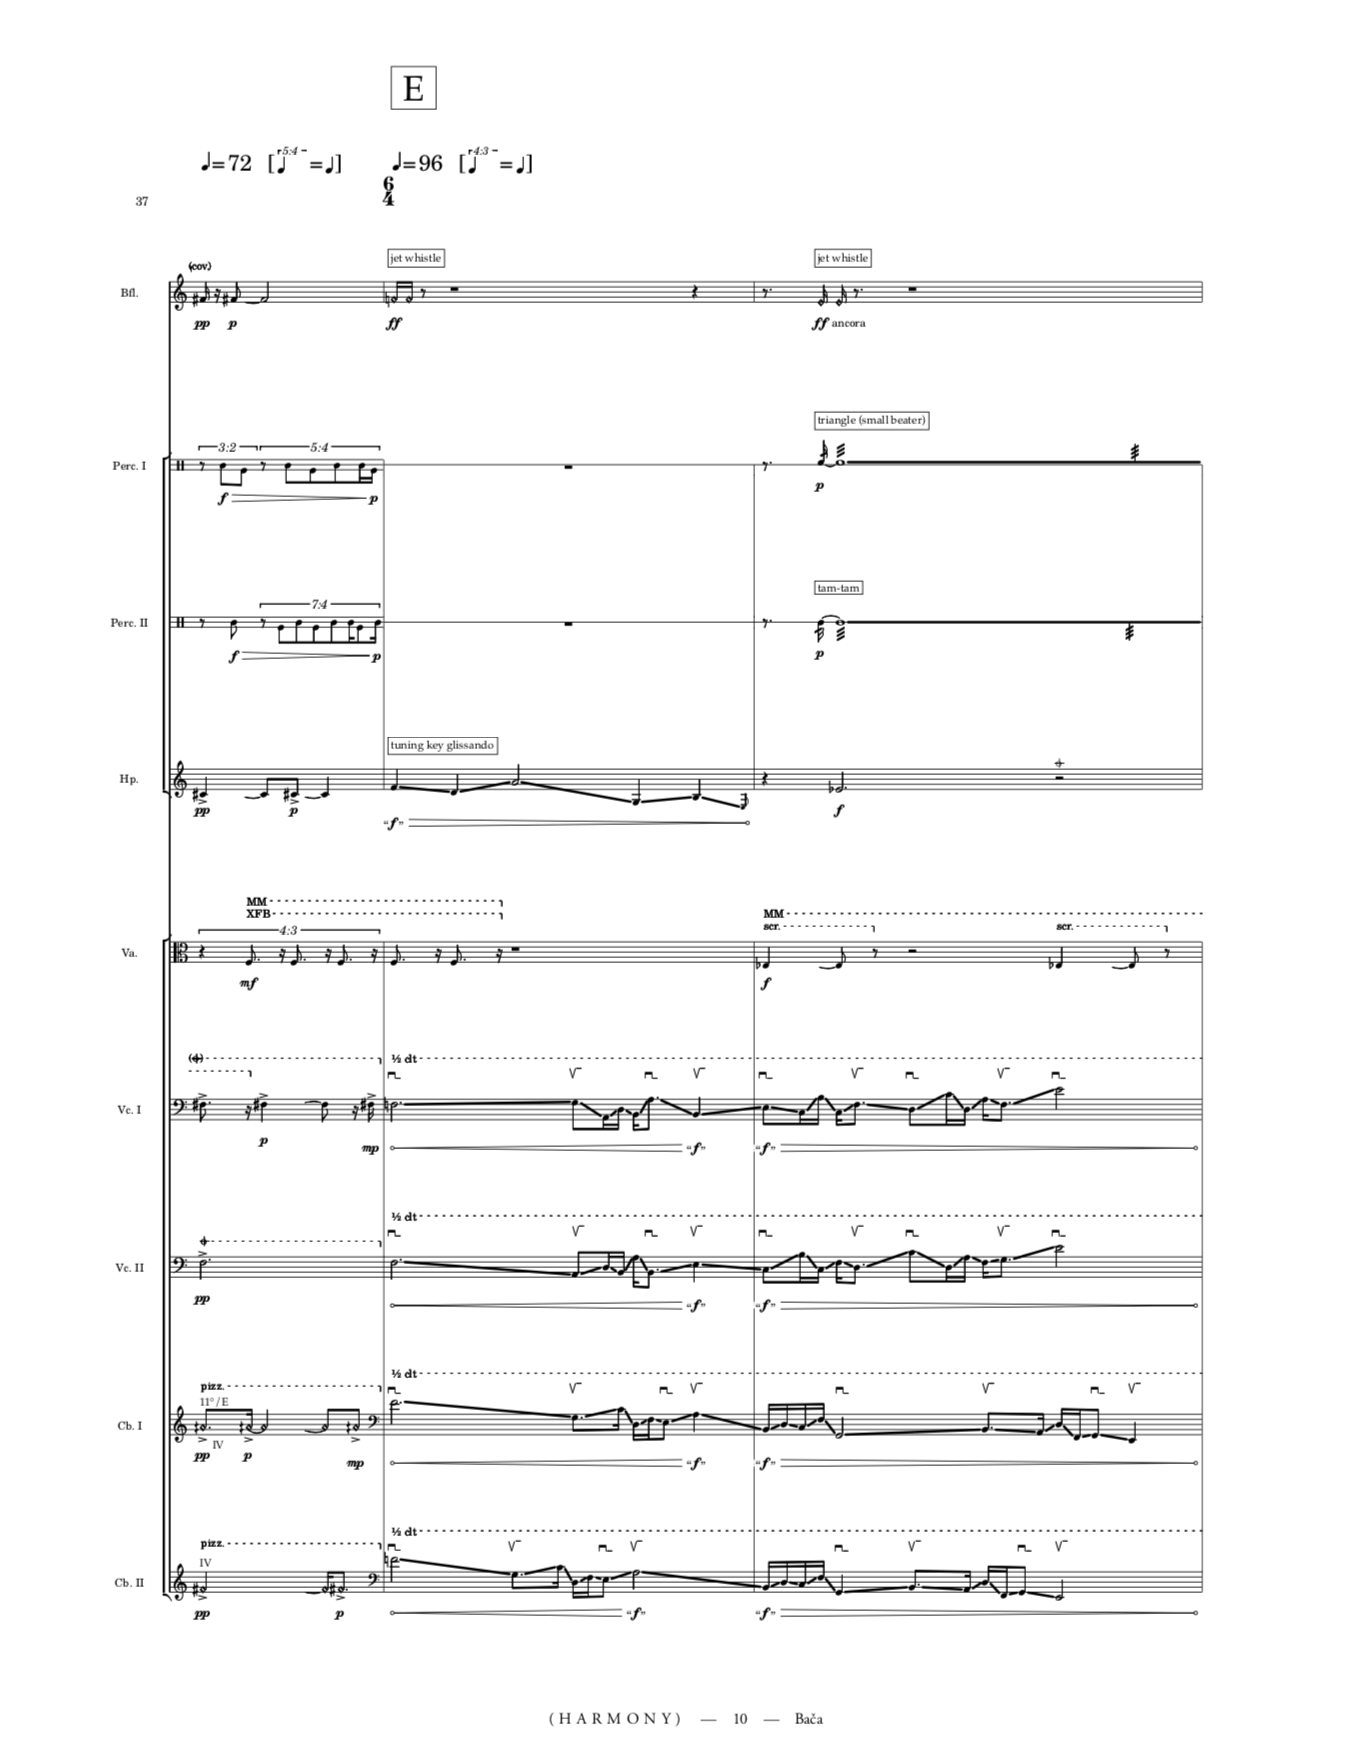 E
♩=72 [5:4 ♩ = ♩]
♩=96 [4:3 ♩ = ♩]
6
4
37
Bfl.
(cov.)
jet whistle
jet whistle
pp p
ff
ff ancora
Perc. I
3:2 5:4
triangle (small beater)
f p
p
Perc. II
7:4
tam-tam
f p
p
Hp.
tuning key glissando
pp p
“f”
f
MM
XFB
MM
scr. scr.
Va.
4:3
mf
f
½ dt
Vc. I
p mp
“f” “f”
½ dt
Vc. II
pp
“f” “f”
½ dt
pizz.
11° / E
Cb. I
IV
pp p mp
“f” “f”
½ dt
pizz.
IV
Cb. II
pp p
“f” “f”
(HARMONY) — 10 — Bača